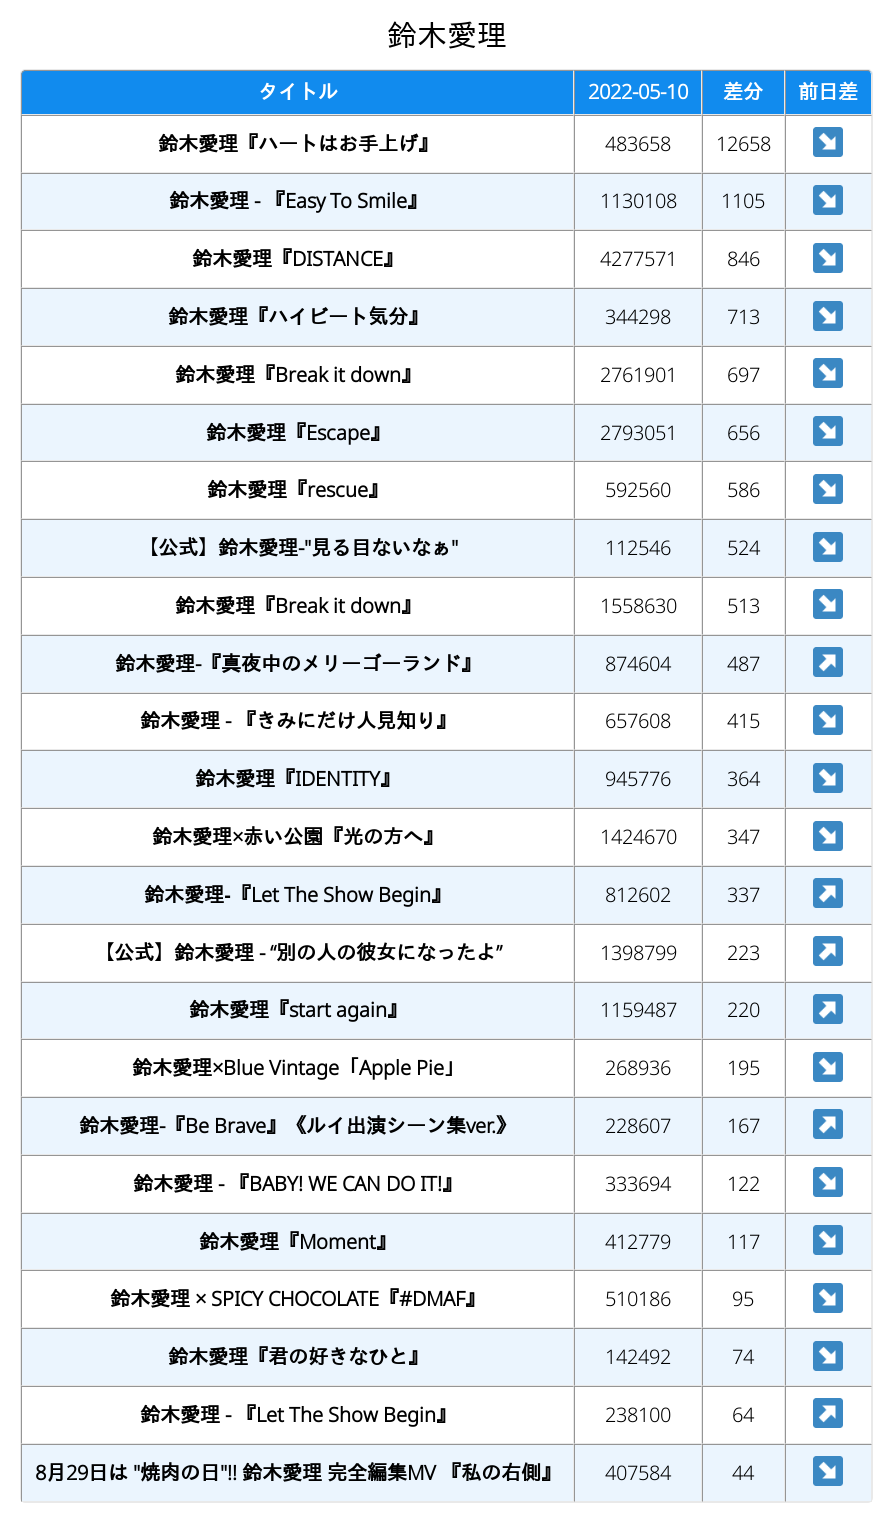 鈴木愛理
タイトル 2022-05-10 差分 前日差
鈴木愛理『ハートはお手上げ』 483658 12658 ↘
鈴木愛理 - 『Easy To Smile』 1130108 1105 ↘
鈴木愛理『DISTANCE』 4277571 846 ↘
鈴木愛理『ハイビート気分』 344298 713 ↘
鈴木愛理『Break it down』 2761901 697 ↘
鈴木愛理『Escape』 2793051 656 ↘
鈴木愛理『rescue』 592560 586 ↘
【公式】鈴木愛理-"見る目ないなぁ" 112546 524 ↘
鈴木愛理『Break it down』 1558630 513 ↘
鈴木愛理-『真夜中のメリーゴーランド』 874604 487 ↗
鈴木愛理 - 『きみにだけ人見知り』 657608 415 ↘
鈴木愛理『IDENTITY』 945776 364 ↘
鈴木愛理×赤い公園『光の方へ』 1424670 347 ↘
鈴木愛理-『Let The Show Begin』 812602 337 ↗
【公式】鈴木愛理 - “別の人の彼女になったよ” 1398799 223 ↗
鈴木愛理『start again』 1159487 220 ↗
鈴木愛理×Blue Vintage「Apple Pie」 268936 195 ↘
鈴木愛理-『Be Brave』《ルイ出演シーン集ver.》 228607 167 ↗
鈴木愛理 - 『BABY! WE CAN DO IT!』 333694 122 ↘
鈴木愛理『Moment』 412779 117 ↘
鈴木愛理 × SPICY CHOCOLATE『#DMAF』 510186 95 ↘
鈴木愛理『君の好きなひと』 142492 74 ↘
鈴木愛理 - 『Let The Show Begin』 238100 64 ↗
8月29日は "焼肉の日"!! 鈴木愛理 完全編集MV 『私の右側』 407584 44 ↘